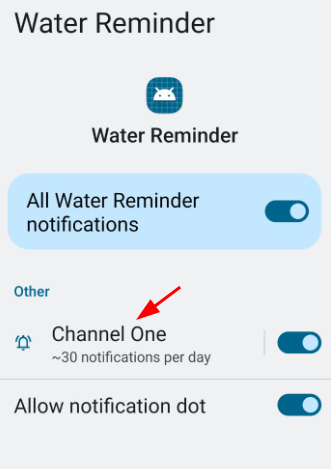 Water Reminder
Water Reminder
All Water Reminder
notifications
Other
Channel One
~30 notifications per day
Allow notification dot